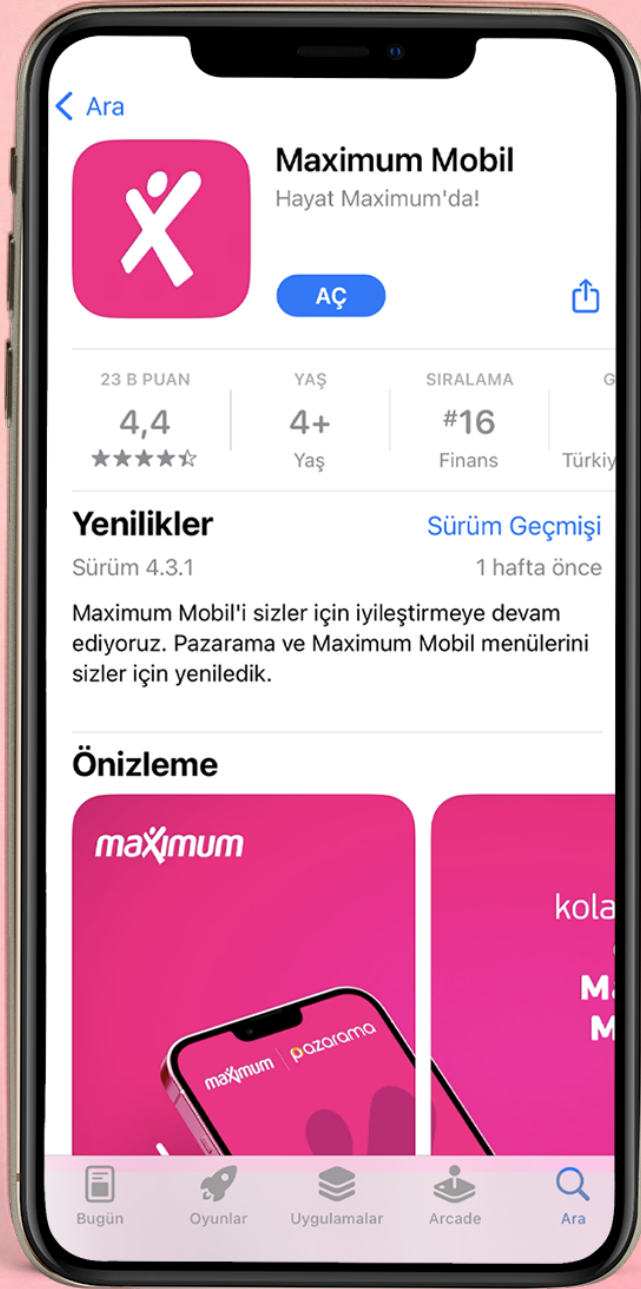 Ara
Maximum Mobil
Hayat Maximum'da!
AÇ
23 B PUAN
YAŞ
SIRALAMA
4,4
4+
#16
Yaş
Finans
Yenilikler
Sürüm Geçmişi
Sürüm 4.3.1
1 hafta önce
Maximum Mobil'i sizler için iyileştirmeye devam
ediyoruz. Pazarama ve Maximum Mobil menülerini
sizler için yeniledik.
Önizleme
maximum
maximum pazarama
Bugün
Oyunlar
Uygulamalar
Arcade
Ara